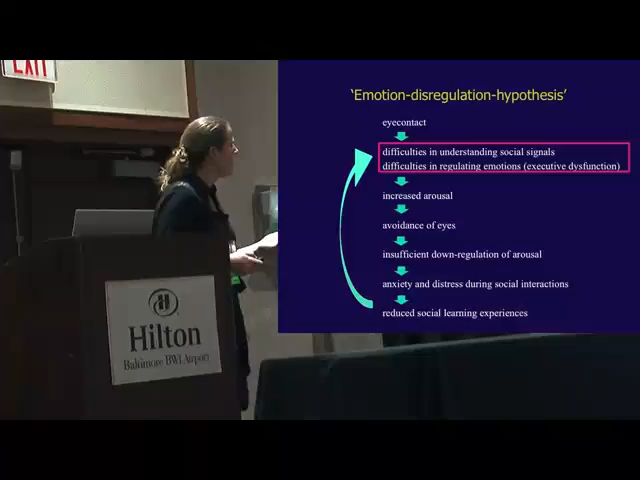 EXIT
'Emotion-disregulation-hypothesis'
eyecontact
difficulties in understanding social signals
difficulties in regulating emotions (executive dysfunction)
increased arousal
avoidance of eyes
insufficient down-regulation of arousal
anxiety and distress during social interactions
reduced social learning experiences
H
Hilton
Baltimore BWI Airport